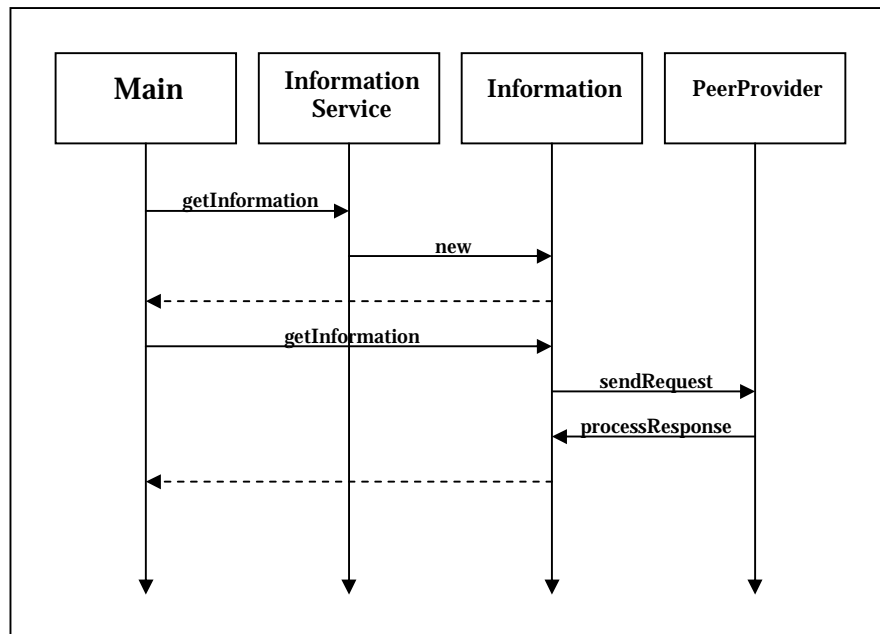 Main
Information
Service
Information
PeerProvider
getInformation
new
getInformation
sendRequest
processResponse